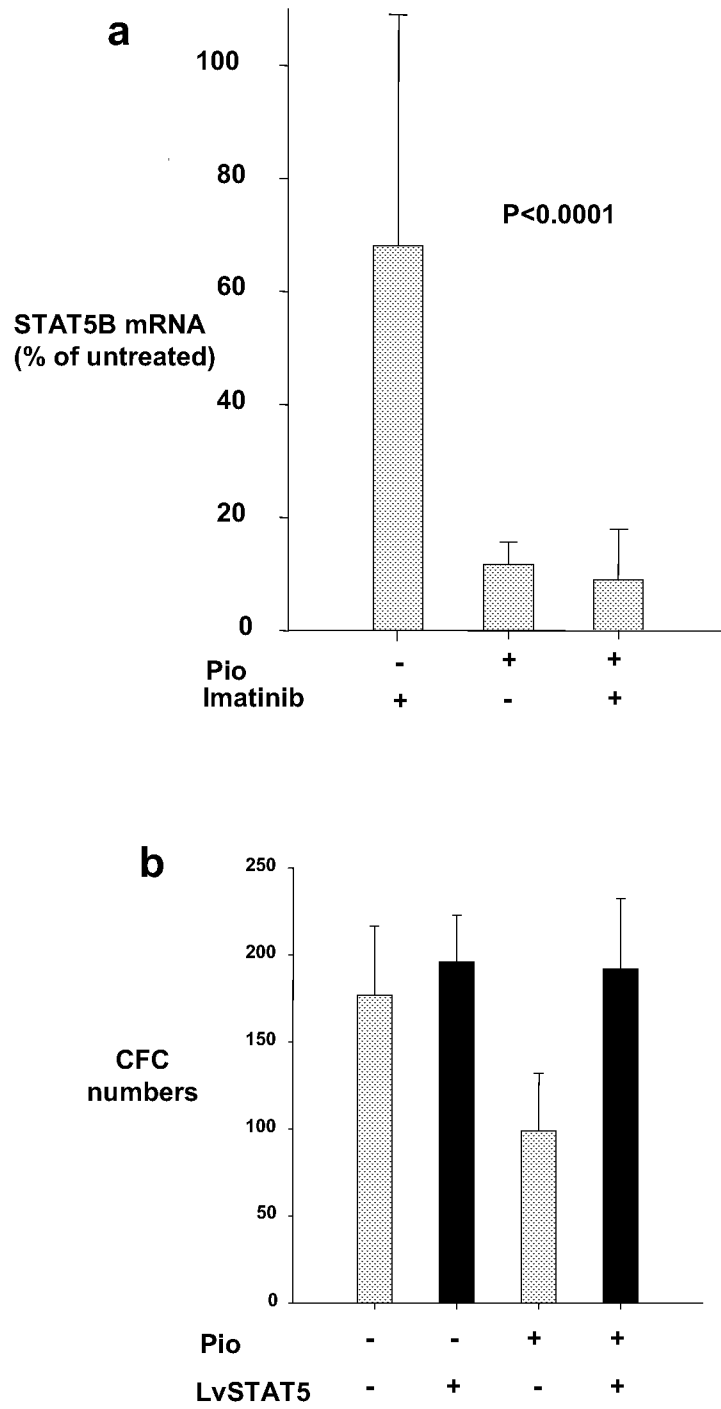 a
100
80
P<0.0001
60
STAT5B mRNA
(% of untreated)
40
20
0
Pio - + +
Imatinib + - +
b
250
200
150
CFC
numbers
100
50
0
Pio - - + +
LvSTAT5 - + - +